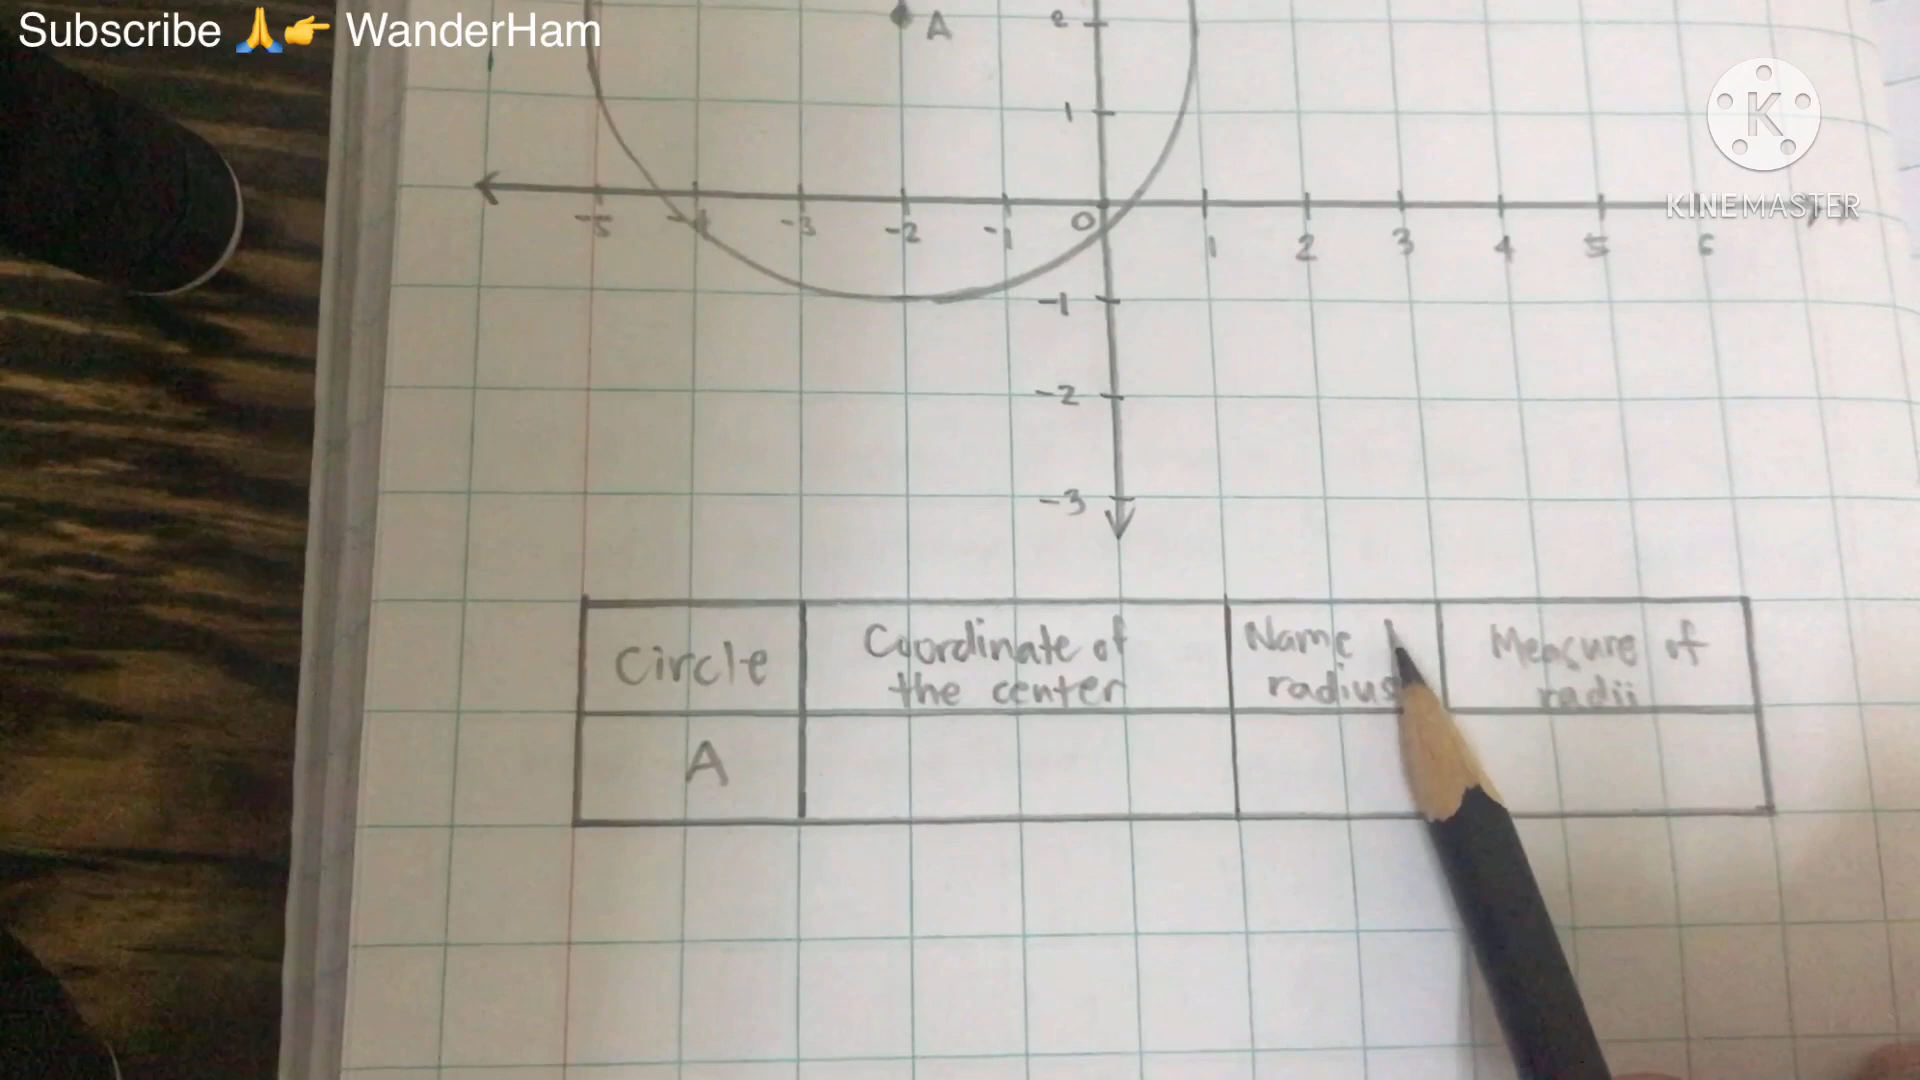 Subscribe 🙏👉 WanderHam
K
KINEMASTER
A
2
1
-5 -4 -3 -2 -1 0 1 2 3 4 5 6
-1
-2
-3
Circle
Coordinate of
the center
Name
radius
Measure of
radii
A